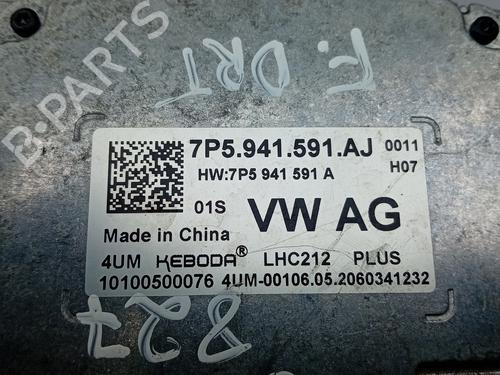 B-PARTS
F. DRT
7P5.941.591.AJ 0011
HW:7P5 941 591 A H07
01S VW AG
Made in China
4UM KEBODA® LHC212 PLUS
10100500076 4UM-00106.05.2060341232
827